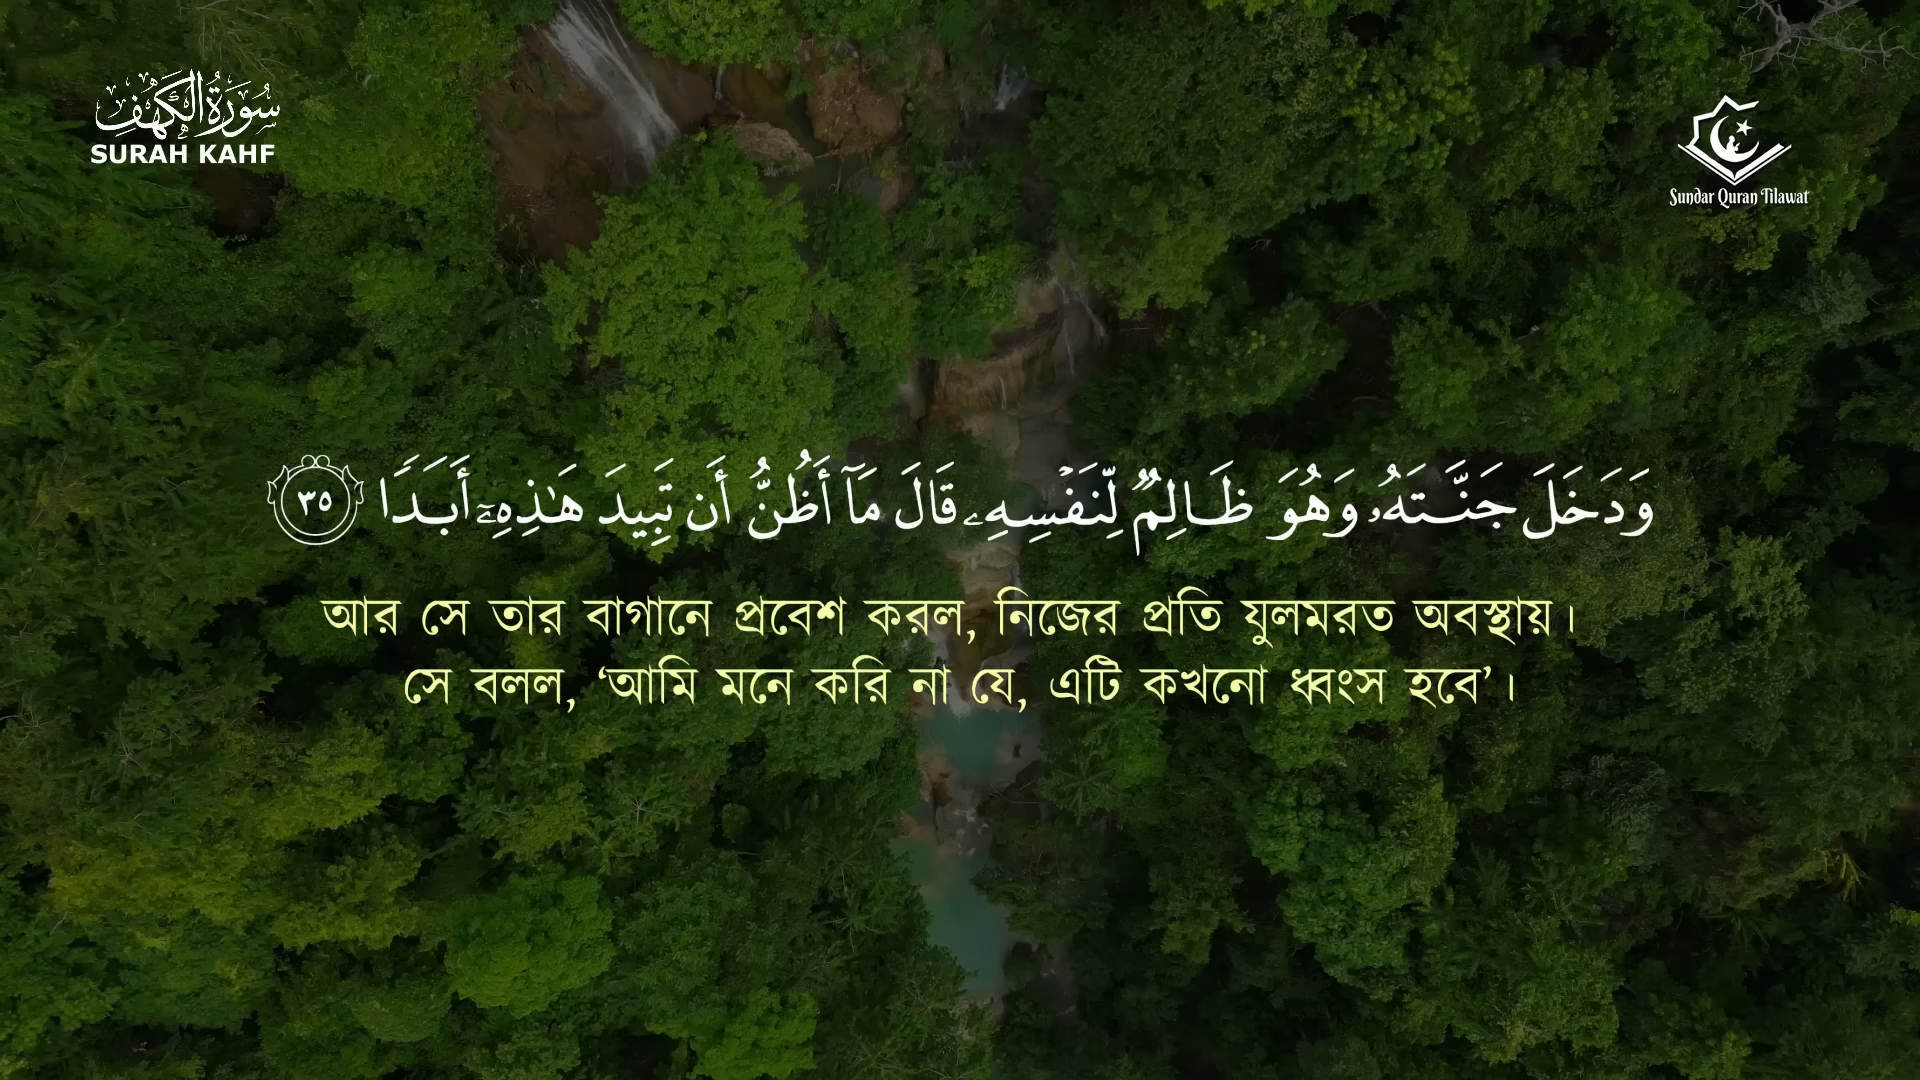 سُورَةُ الْكَهْفِ
SURAH KAHF
Sundar Quran Tilawat
وَدَخَلَ جَنَّتَهُۥ وَهُوَ ظَالِمٌ لِّنَفْسِهِۦ قَالَ مَآ أَظُنُّ أَن تَبِيدَ هَٰذِهِۦٓ أَبَدًا ٣٥
আর সে তার বাগানে প্রবেশ করল, নিজের প্রতি যুলমরত অবস্থায়।
সে বলল, ‘আমি মনে করি না যে, এটি কখনো ধ্বংস হবে’।